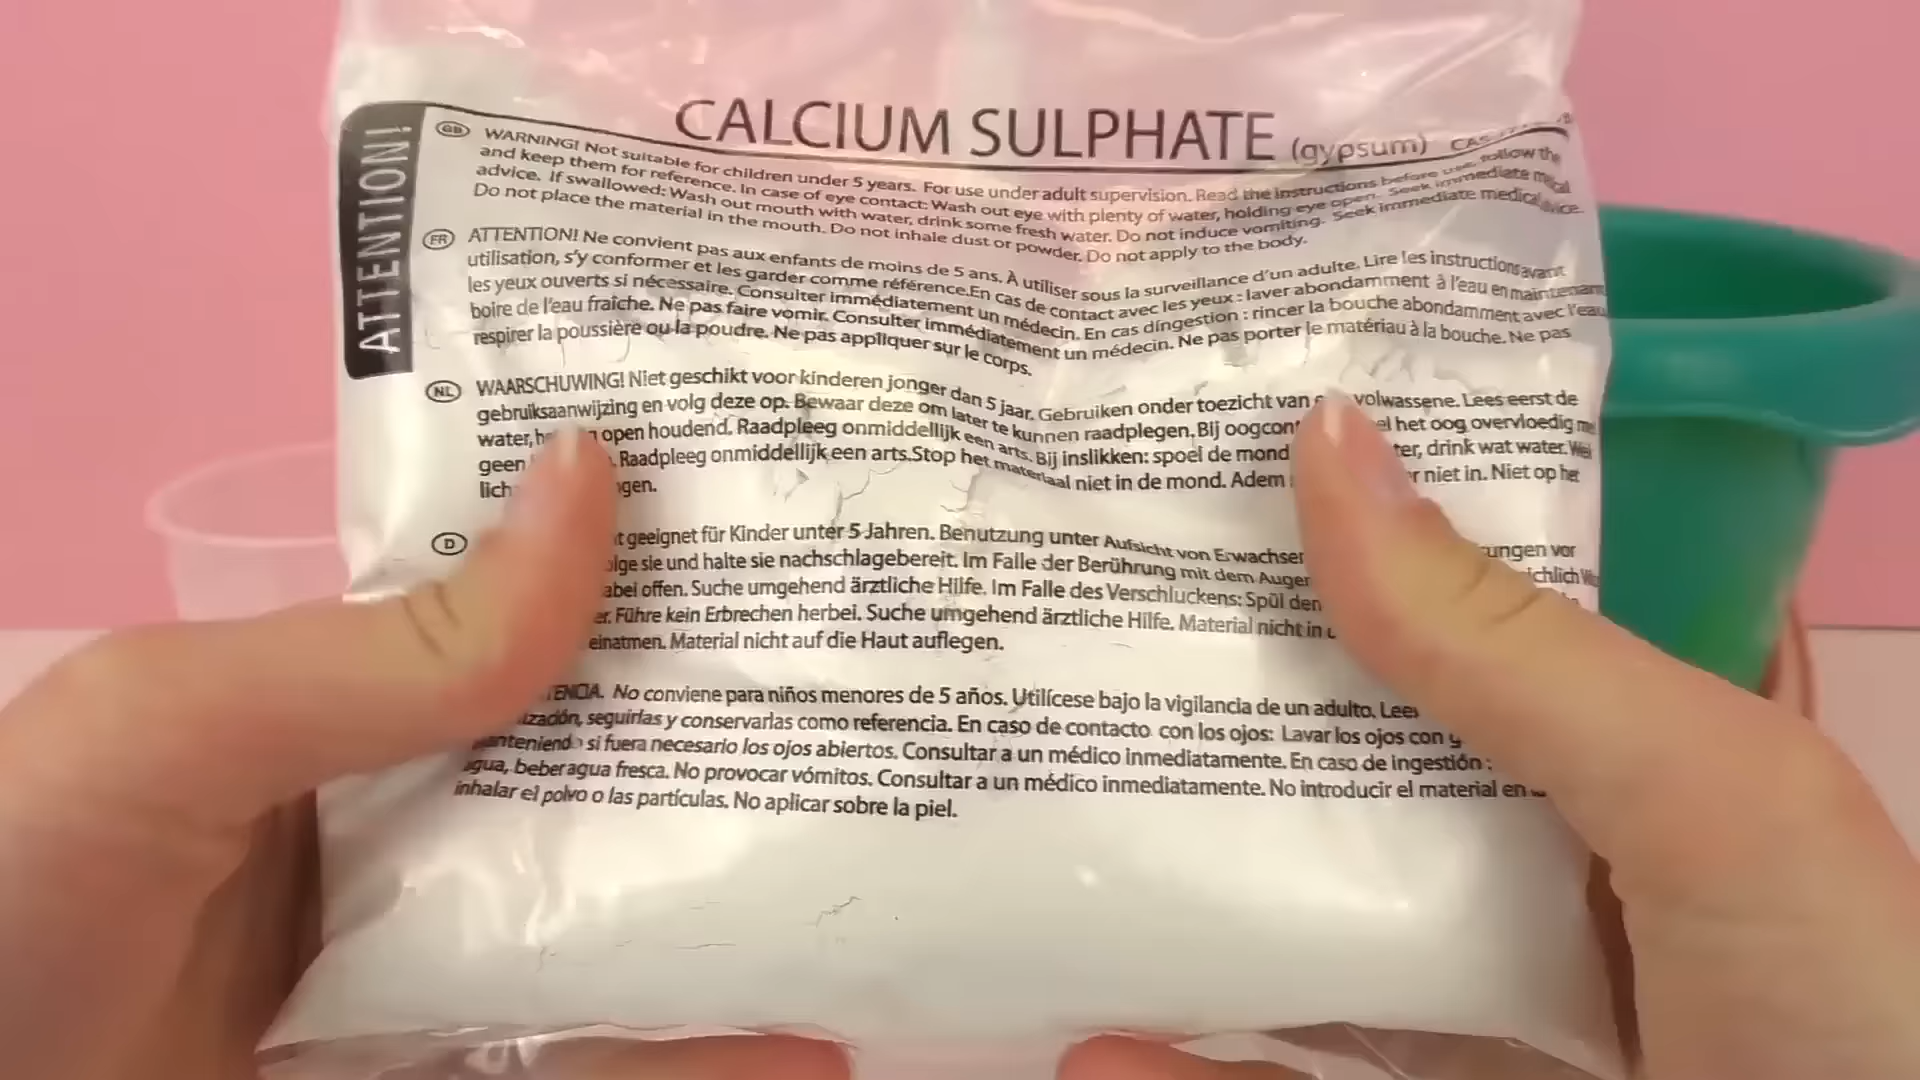 CALCIUM SULPHATE (gypsum)
ATTENTION!
GB WARNING! Not suitable for children under 5 years. For use under adult supervision. Read the instructions before use, follow the
and keep them for reference. In case of eye contact: Wash out eye with plenty of water, holding eye open. Seek immediate
advice. If swallowed: Wash out mouth with water, drink some fresh water. Do not induce vomiting. Seek immediate medical advice.
Do not place the material in the mouth. Do not inhale dust or powder. Do not apply to the body.
FR ATTENTION! Ne convient pas aux enfants de moins de 5 ans. À utiliser sous la surveillance d'un adulte. Lire les instructions avant
utilisation, s'y conformer et les garder comme référence.En cas de contact avec les yeux : laver abondamment à l'eau en maintenant
les yeux ouverts si nécessaire. Consulter immédiatement un médecin. En cas díngestion : rincer la bouche abondamment avec l'eau
boire de l'eau fraîche. Ne pas faire vomir. Consulter immédiatement un médecin. Ne pas porter le matériau à la bouche. Ne pas
respirer la poussière ou la poudre. Ne pas appliquer sur le corps.
NL WAARSCHUWING! Niet geschikt voor kinderen jonger dan 5 jaar. Gebruiken onder toezicht van volwassene. Lees eerst de
gebruiksaanwijzing en volg deze op. Bewaar deze om later te kunnen raadplegen. Bij het oog overvloedig
water, open houdend. Raadpleeg onmiddellijk een arts. Bij inslikken: spoel de mond drink wat water.
geen Raadpleeg onmiddellijk een arts.Stop het materiaal niet in de mond. Adem niet in. Niet op het
D geeignet für Kinder unter 5 Jahren. Benutzung unter Aufsicht von vor
sie und halte sie nachschlagebereit. Im Falle der Berührung mit dem
offen. Suche umgehend ärztliche Hilfe. Im Falle des Verschluckens: Spül den
Führe kein Erbrechen herbei. Suche umgehend ärztliche Hilfe. Material nicht in
einatmen. Material nicht auf die Haut auflegen.
No conviene para niños menores de 5 años. Utilícese bajo la vigilancia de un adulto.
seguirlas y conservarlas como referencia. En caso de contacto con los ojos: Lavar los ojos con
si fuera necesario los ojos abiertos. Consultar a un médico inmediatamente. En caso de ingestión :
agua, beber agua fresca. No provocar vómitos. Consultar a un médico inmediatamente. No introducir el material en
inhalar el polvo o las partículas. No aplicar sobre la piel.